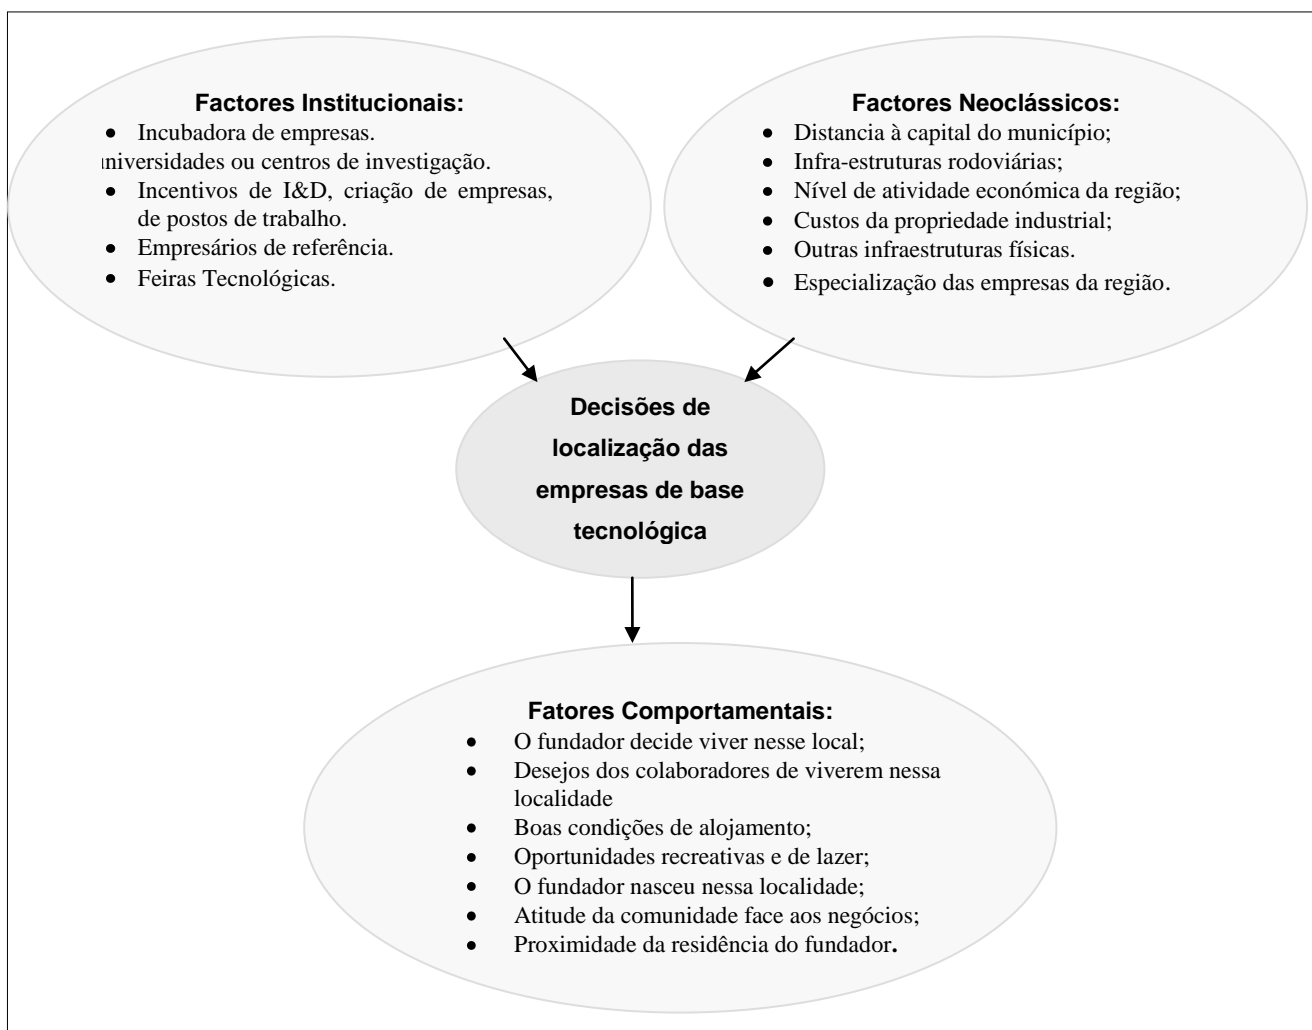 Factores Institucionais:
• Incubadora de empresas.
universidades ou centros de investigação.
• Incentivos de I&D, criação de empresas,
de postos de trabalho.
• Empresários de referência.
• Feiras Tecnológicas.
Factores Neoclássicos:
• Distancia à capital do município;
• Infra-estruturas rodoviárias;
• Nível de atividade económica da região;
• Custos da propriedade industrial;
• Outras infraestruturas físicas.
• Especialização das empresas da região.
Decisões de
localização das
empresas de base
tecnológica
Fatores Comportamentais:
• O fundador decide viver nesse local;
• Desejos dos colaboradores de viverem nessa
localidade
• Boas condições de alojamento;
• Oportunidades recreativas e de lazer;
• O fundador nasceu nessa localidade;
• Atitude da comunidade face aos negócios;
• Proximidade da residência do fundador.